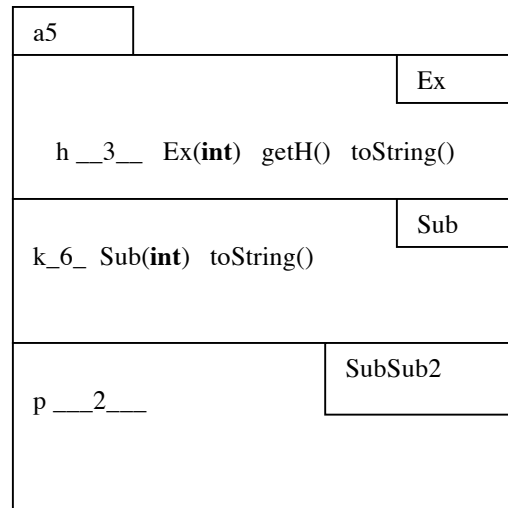 a5
Ex
h __3__ Ex(int) getH() toString()
Sub
k_6_ Sub(int) toString()
SubSub2
p ___2___